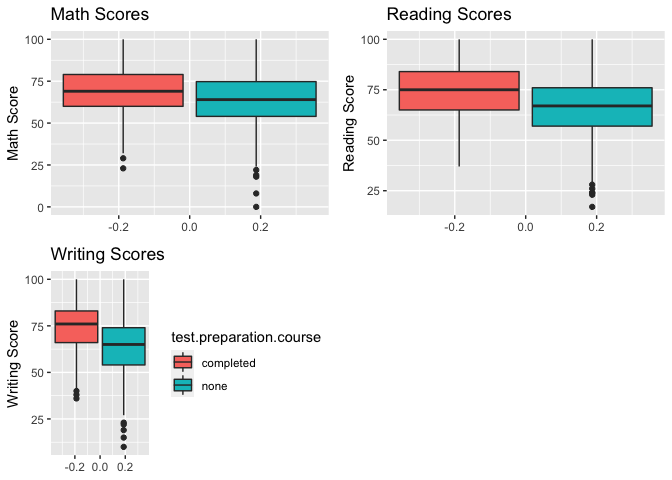 Math Scores
Math Score
100
75
50
25
0
-0.2 0.0 0.2
Reading Scores
Reading Score
100
75
50
25
-0.2 0.0 0.2
Writing Scores
Writing Score
100
75
50
25
-0.2 0.0 0.2
test.preparation.course
completed
none